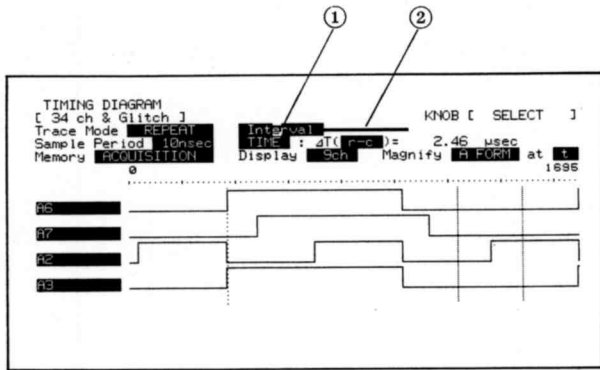 ① ②
TIMING DIAGRAM
[ 34 ch & Glitch ] KNOB [ SELECT ]
Trace Mode REPEAT Interval
Sample Period 10nsec TIME : ΔT( r-c )= 2.46 μsec
Memory ACQUISITION Display 9ch Magnify A FORM at t
0 1695
A6
A7
A2
A3